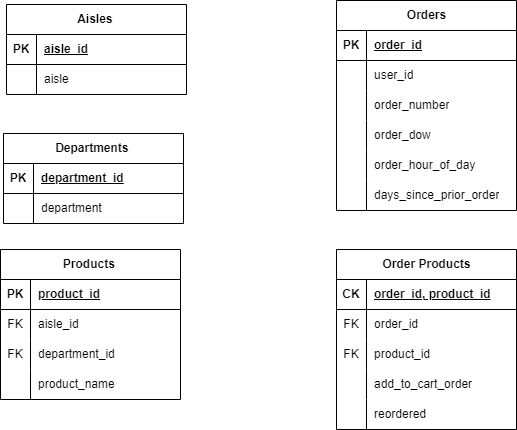 Aisles
PK aisle_id
aisle
Departments
PK department_id
department
Products
PK product_id
FK aisle_id
FK department_id
product_name
Orders
PK order_id
user_id
order_number
order_dow
order_hour_of_day
days_since_prior_order
Order Products
CK order_id, product_id
FK order_id
FK product_id
add_to_cart_order
reordered